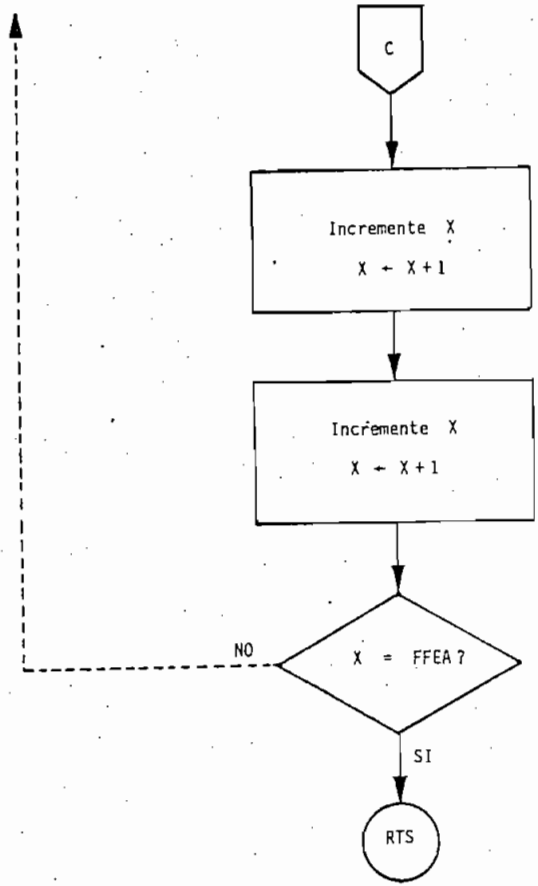 C
Incremente X
X ← X+1
Incremente X
X ← X+1
X = FFEA?
NO
SI
RTS